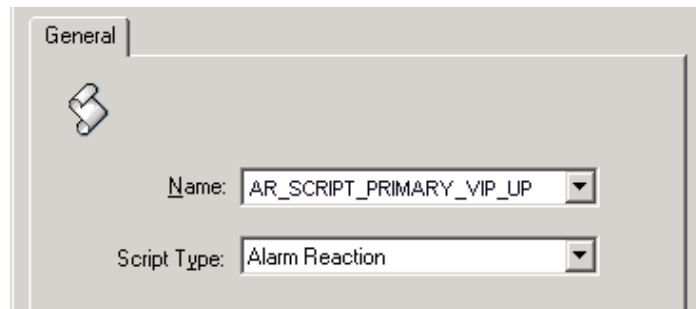 General
Name: AR_SCRIPT_PRIMARY_VIP_UP
Script Type: Alarm Reaction